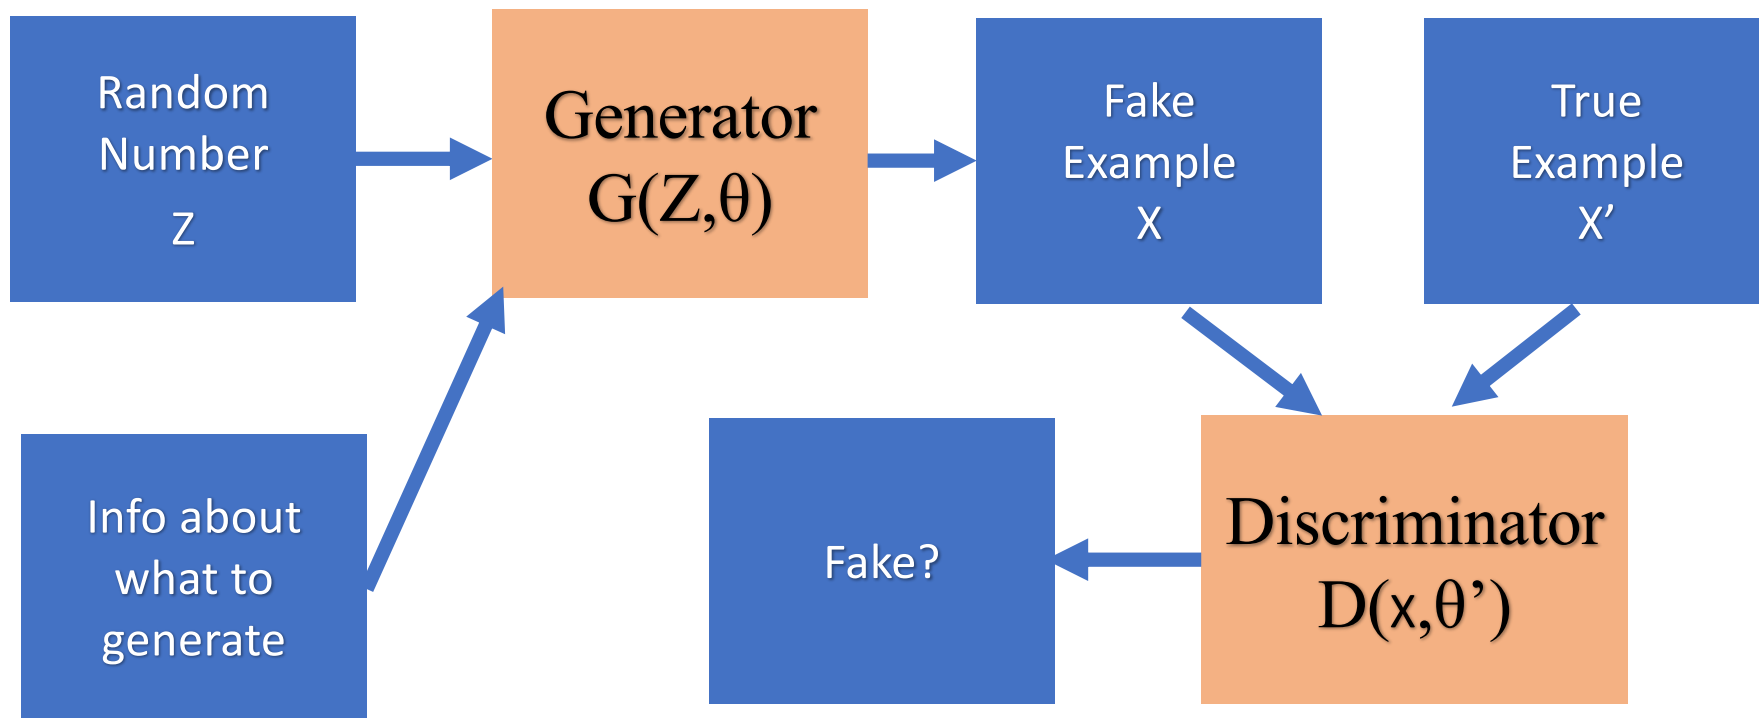 Random
Number
Z
Generator
G(Z,θ)
Fake
Example
X
True
Example
X’
Info about
what to
generate
Fake?
Discriminator
D(x,θ’)